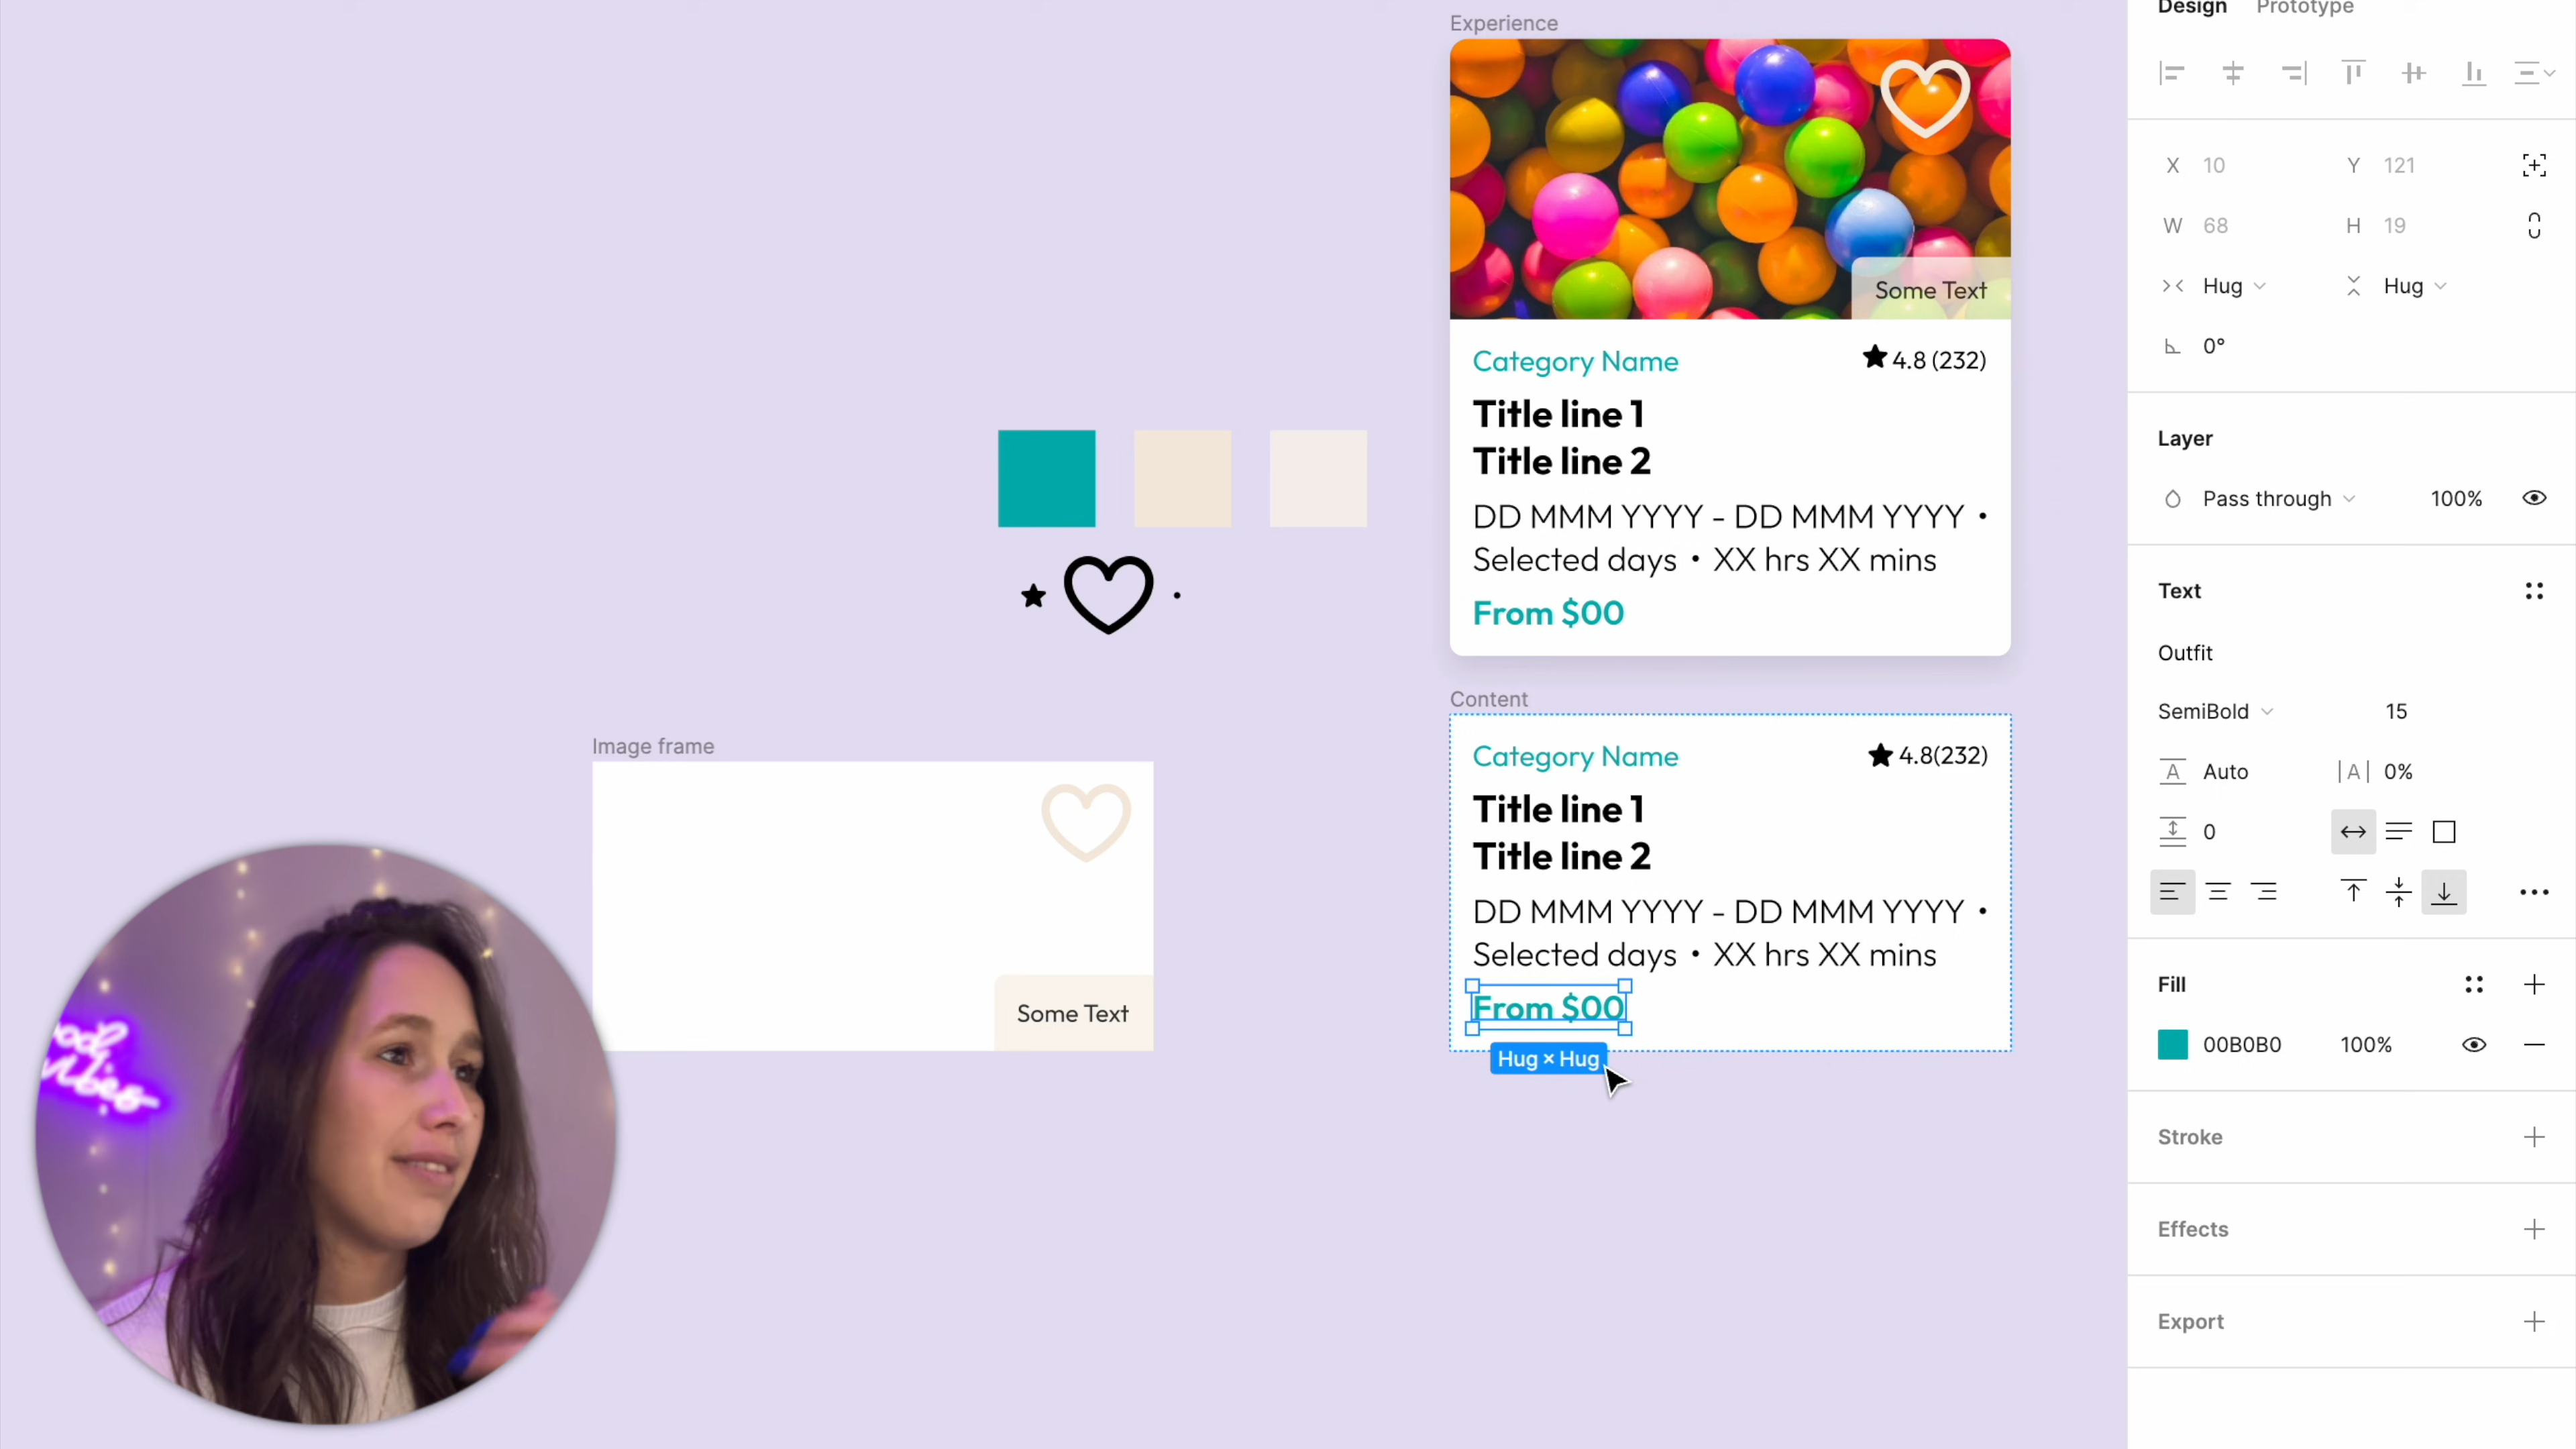 Experience
Some Text
Category Name
4.8 (232)
Title line 1
Title line 2
DD MMM YYYY - DD MMM YYYY •
Selected days • XX hrs XX mins
From $00
Image frame
Some Text
Content
Category Name
4.8(232)
Title line 1
Title line 2
DD MMM YYYY - DD MMM YYYY •
Selected days • XX hrs XX mins
From $00
Hug × Hug
Design Prototype
X 10 Y 121
W 68 H 19
Hug Hug
0°
Layer
Pass through 100%
Text
Outfit
SemiBold 15
A Auto |A| 0%
0
Fill
00B0B0 100%
Stroke
Effects
Export